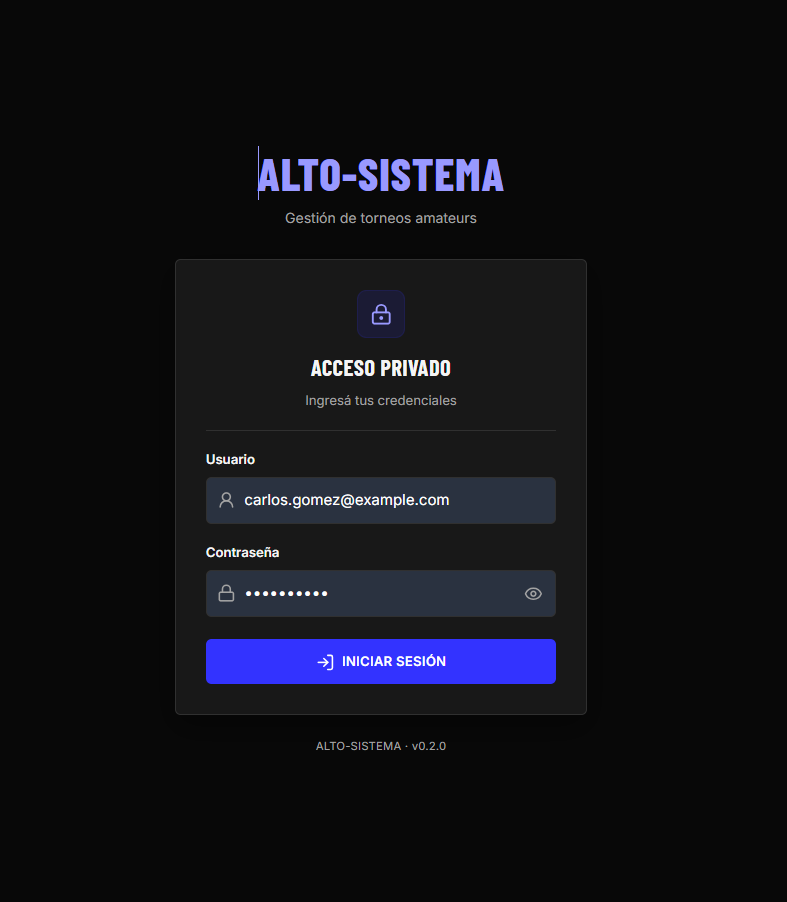 ALTO-SISTEMA
Gestión de torneos amateurs
ACCESO PRIVADO
Ingresá tus credenciales
Usuario
carlos.gomez@example.com
Contraseña
••••••••••
INICIAR SESIÓN
ALTO-SISTEMA · v0.2.0